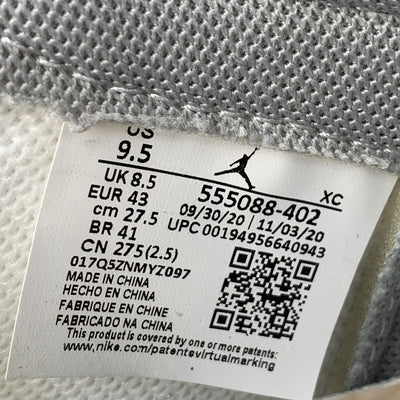 US
9.5
XC
UK 8.5
555088-402
EUR 43
09/30/20 | 11/03/20
cm 27.5
UPC 00194956640943
BR 41
CN 275(2.5)
017Q5ZNMYZ097
MADE IN CHINA
HECHO EN CHINA
FABRIQUE EN CHINE
FABRICADO NA CHINA
This product is covered by one or more patents:
www.nike.com/patentsvirtualmarking